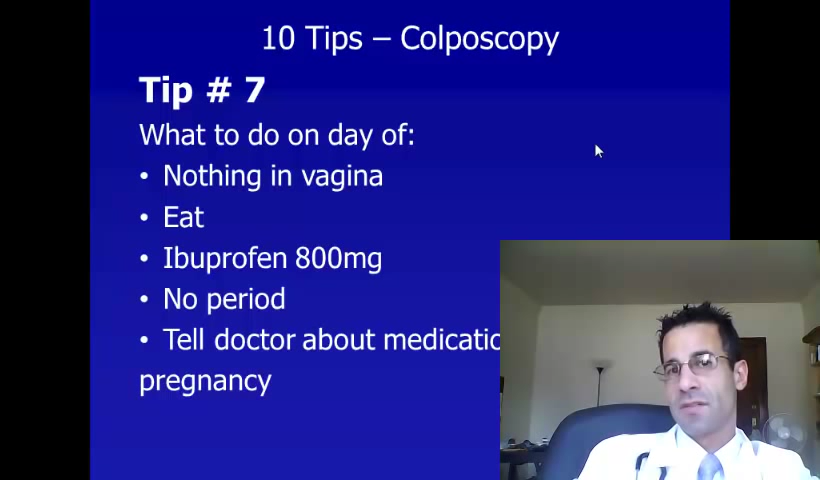 10 Tips – Colposcopy
Tip # 7
What to do on day of:
• Nothing in vagina
• Eat
• Ibuprofen 800mg
• No period
• Tell doctor about
pregnancy